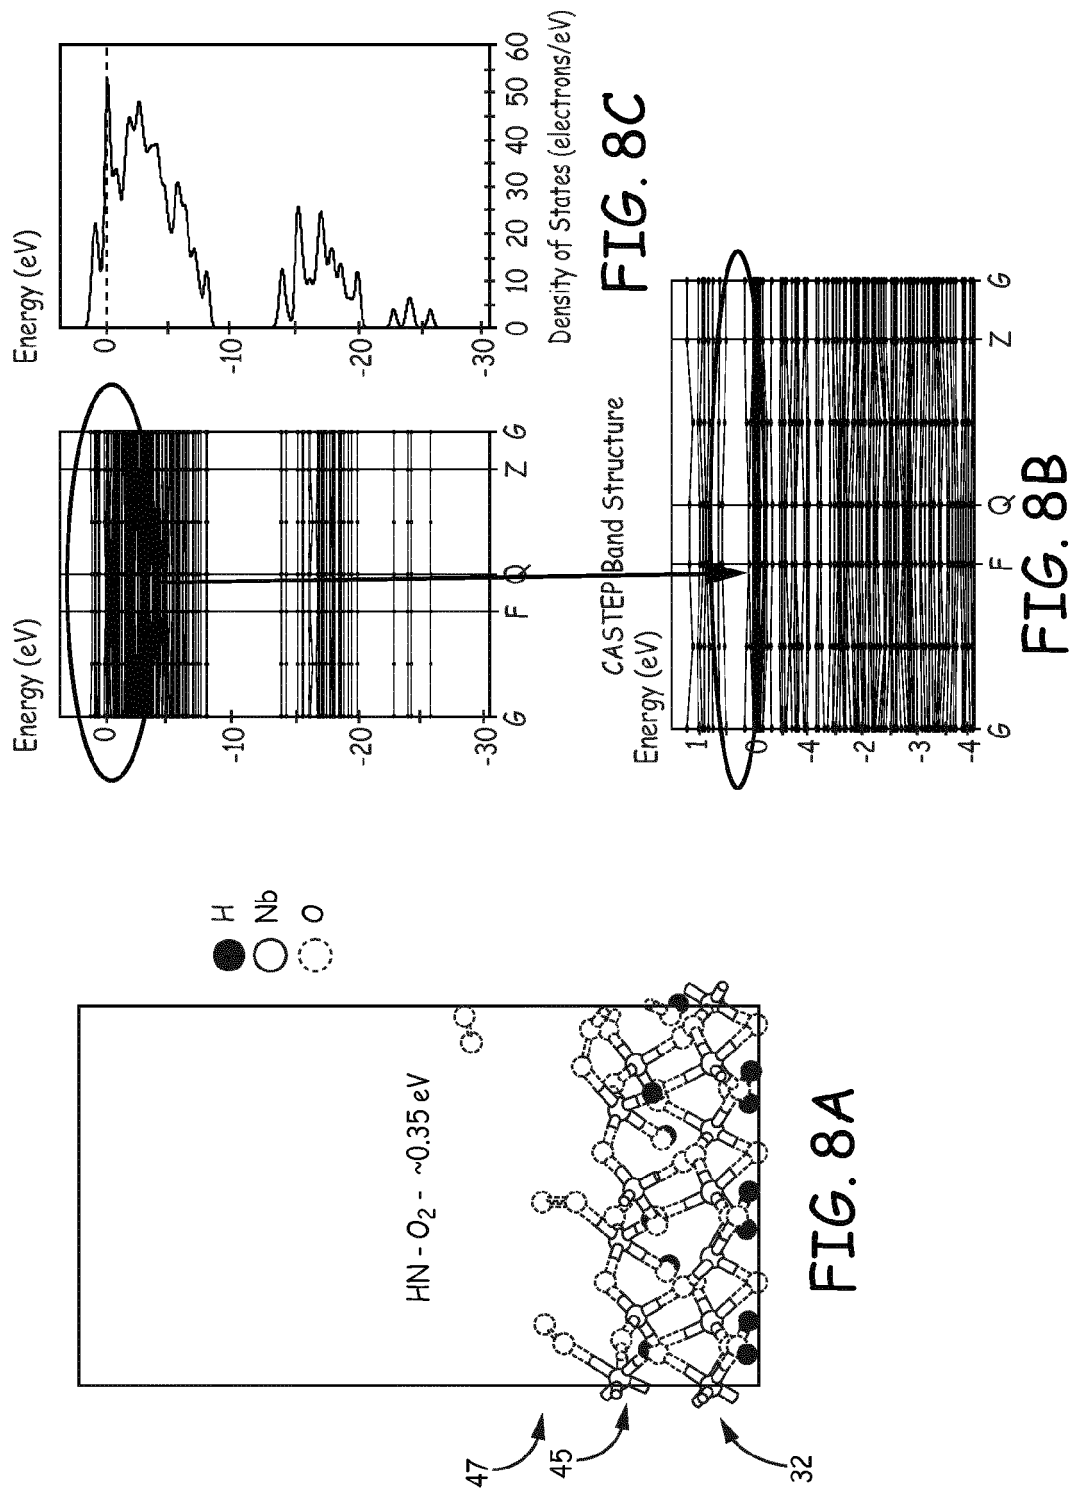 47
45
32
HN - O₂ - ~0.35 eV
H
Nb
O
FIG. 8A
Energy (eV)
0
-10
-20
-30
G
F
Q
Z
G
Energy (eV)
0
-10
-20
-30
0 10 20 30 40 50 60
Density of States (electrons/eV)
FIG. 8C
CASTEP Band Structure
Energy (eV)
1
0
-4
-2
-3
-4
G
F
Q
Z
G
FIG. 8B